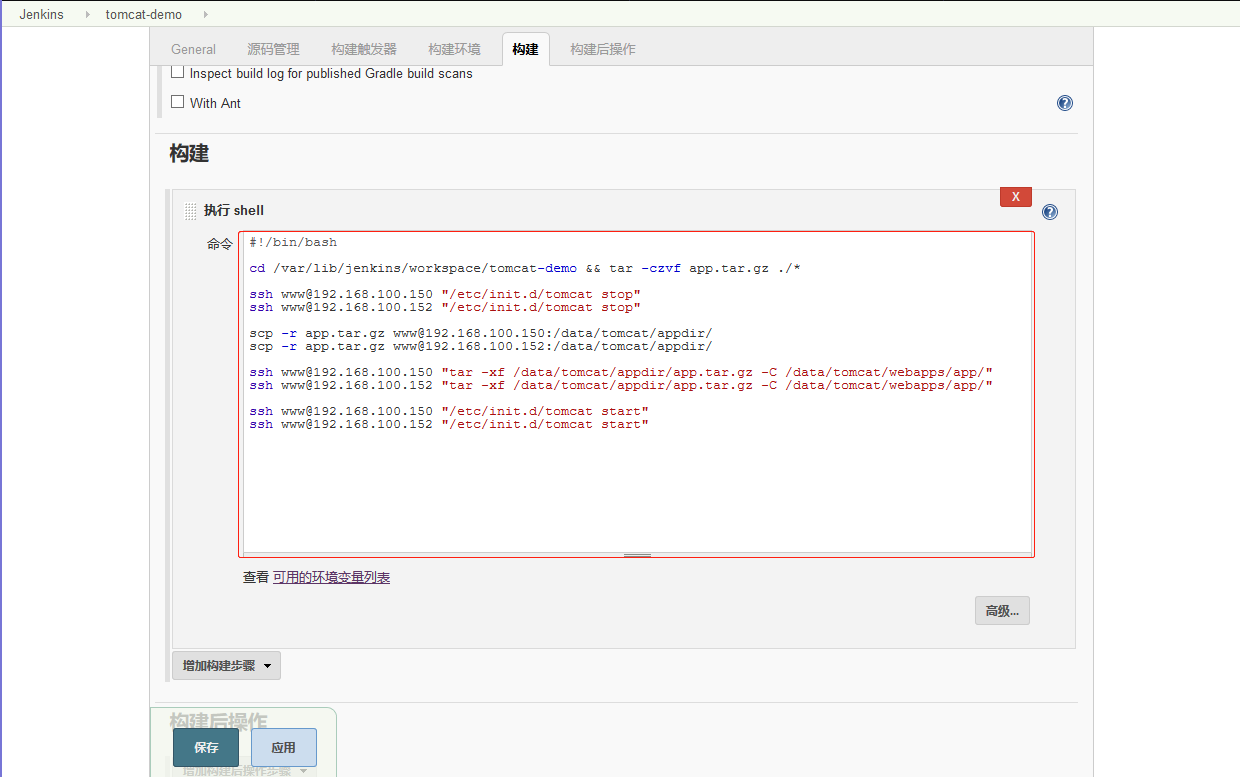 Jenkins tomcat-demo
General 源码管理 构建触发器 构建环境 构建 构建后操作
Inspect build log for published Gradle build scans
With Ant
构建
X
执行 shell
命令
#!/bin/bash
cd /var/lib/jenkins/workspace/tomcat-demo && tar -czvf app.tar.gz ./*
ssh www@192.168.100.150 "/etc/init.d/tomcat stop"
ssh www@192.168.100.152 "/etc/init.d/tomcat stop"
scp -r app.tar.gz www@192.168.100.150:/data/tomcat/appdir/
scp -r app.tar.gz www@192.168.100.152:/data/tomcat/appdir/
ssh www@192.168.100.150 "tar -xf /data/tomcat/appdir/app.tar.gz -C /data/tomcat/webapps/app/"
ssh www@192.168.100.152 "tar -xf /data/tomcat/appdir/app.tar.gz -C /data/tomcat/webapps/app/"
ssh www@192.168.100.150 "/etc/init.d/tomcat start"
ssh www@192.168.100.152 "/etc/init.d/tomcat start"
查看 可用的环境变量列表
高级...
增加构建步骤
构建后操作
保存 应用
增加构建后操作步骤